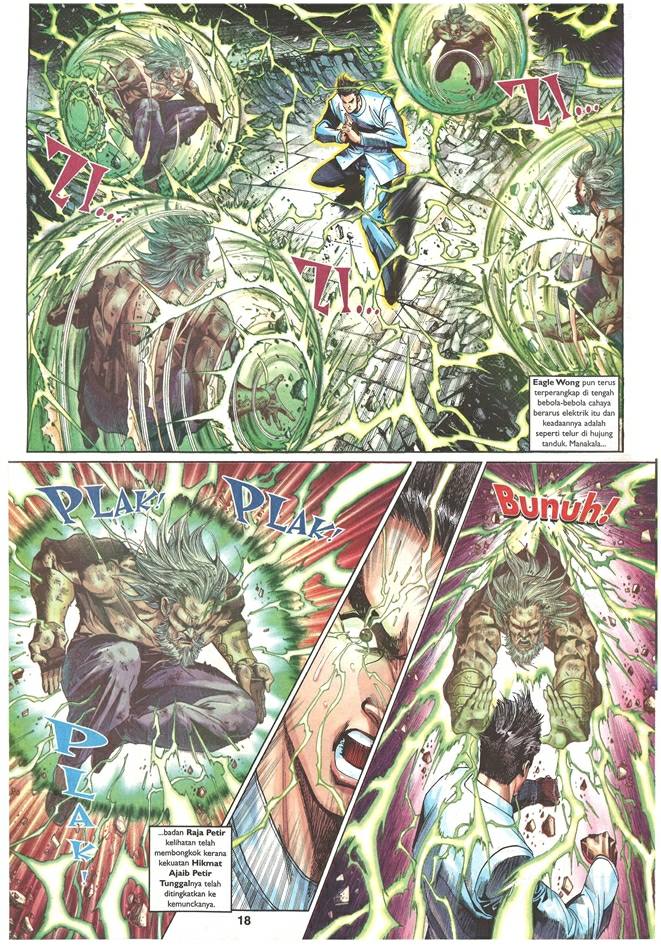 ZI...
ZI...
ZI...
Eagle Wong pun terus
terperangkap di tengah
bebola-bebola cahaya
berarus elektrik itu dan
keadaannya adalah
seperti telur di hujung
tanduk. Manakala...
PLAK!
PLAK!
Bunuh!
PLAK!
...badan Raja Petir
kelihatan telah
membongkok kerana
kekuatan Hikmat
Ajaib Petir
Tunggalnya telah
ditingkatkan ke
kemunckanya.
18